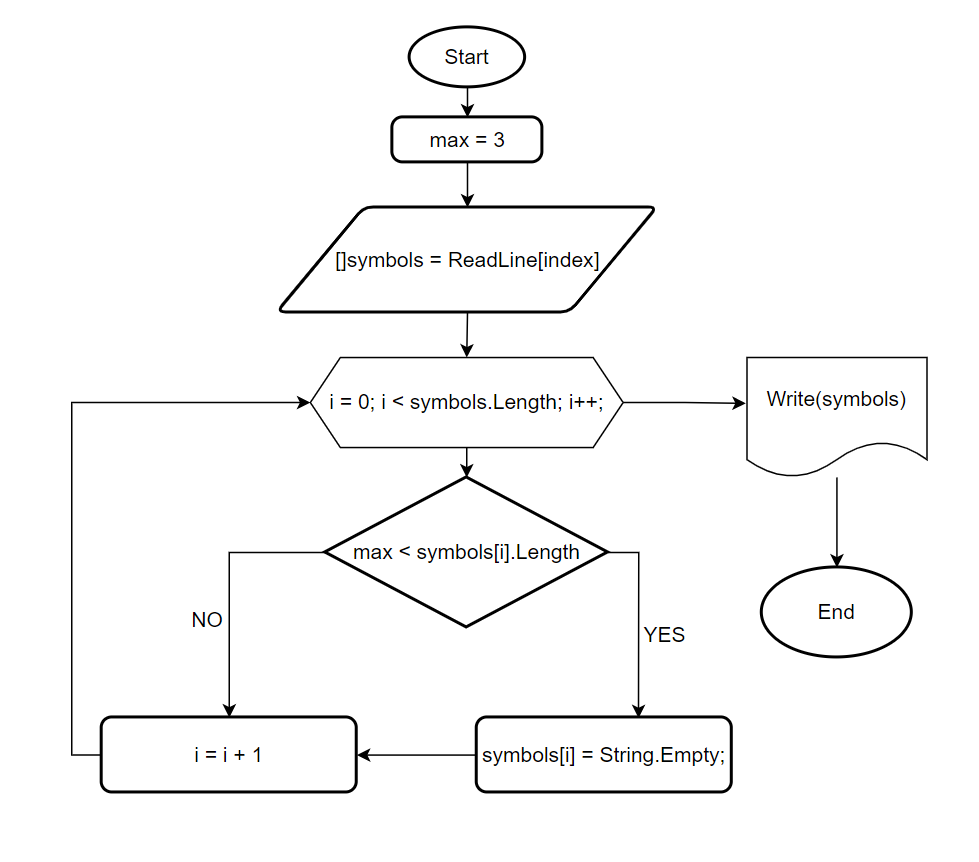 Start
max = 3
[]symbols = ReadLine[index]
i = 0; i < symbols.Length; i++;
Write(symbols)
max < symbols[i].Length
NO
YES
End
i = i + 1
symbols[i] = String.Empty;